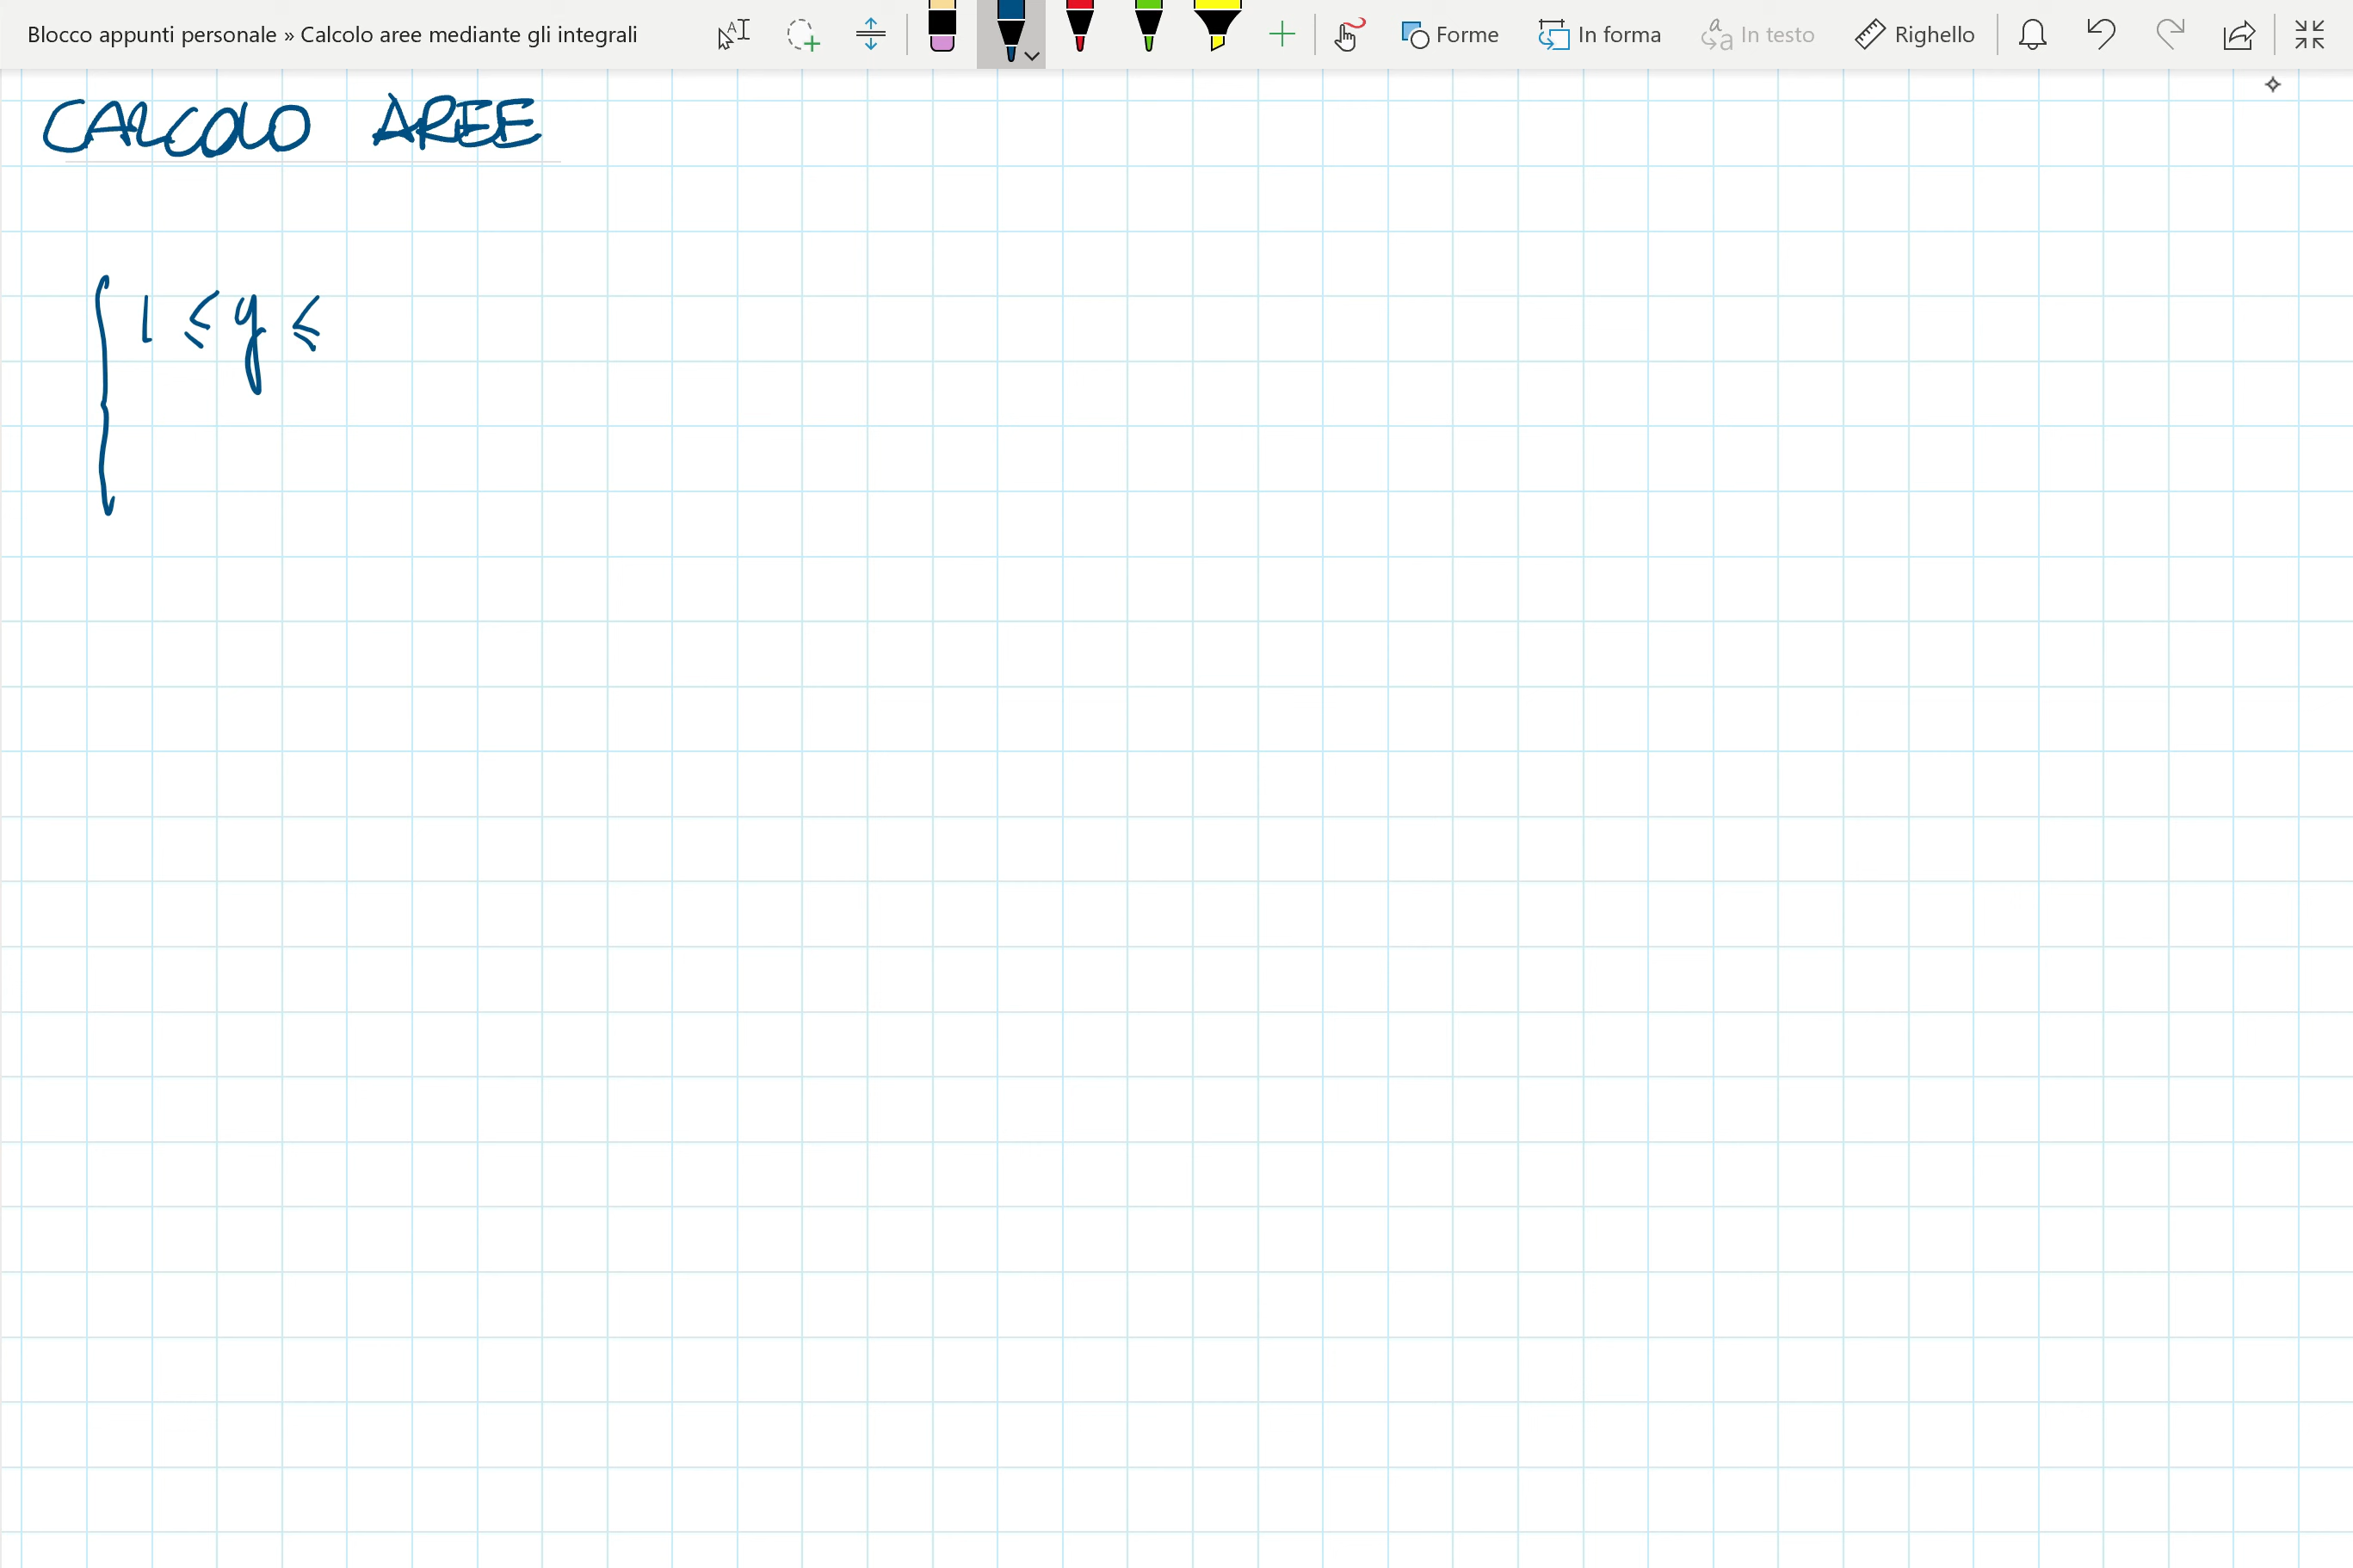 Blocco appunti personale » Calcolo aree mediante gli integrali Forme In forma In testo Righello
CALCOLO AREE
{ 1 ≤ y ≤